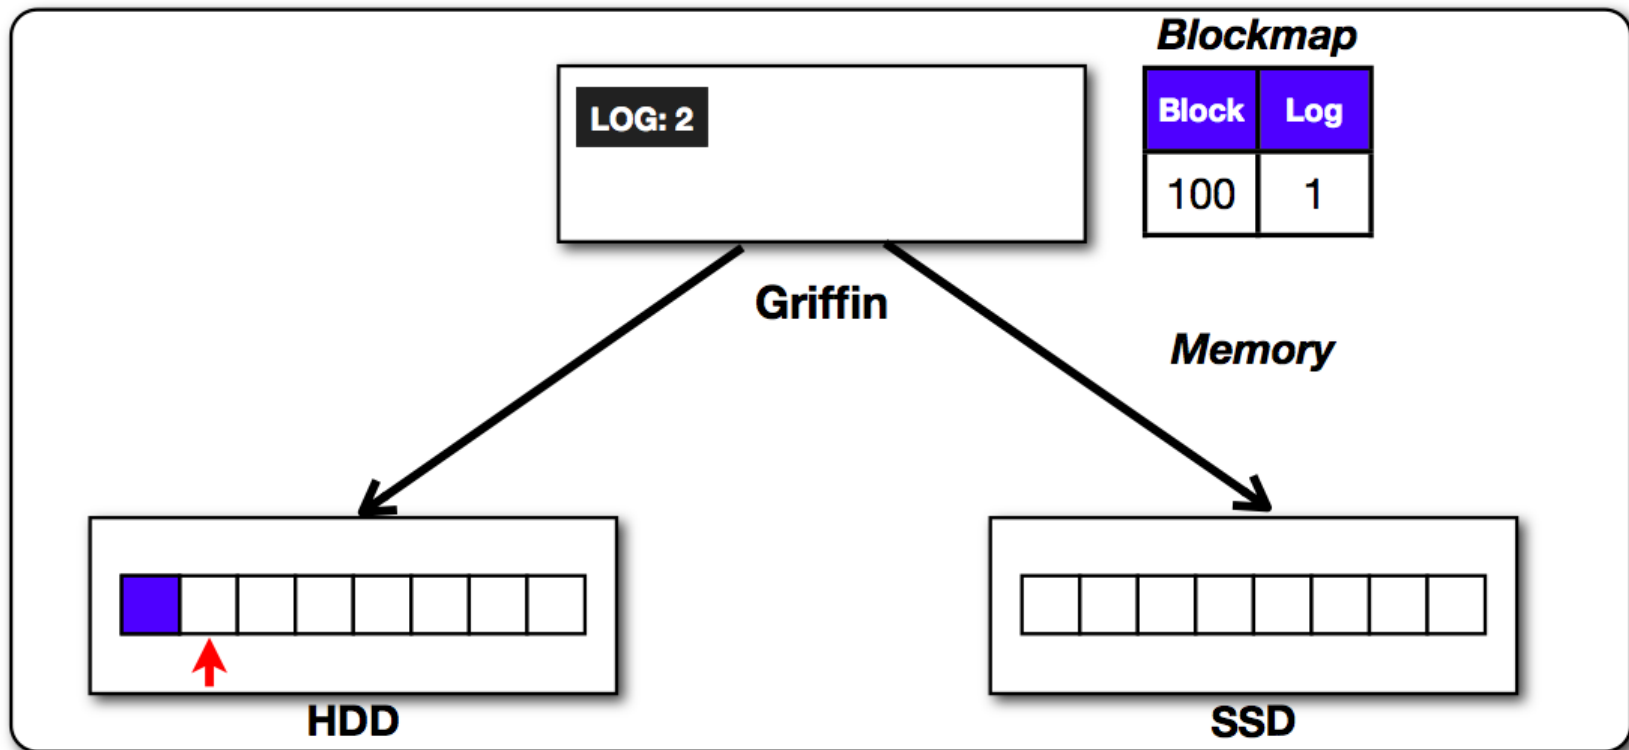 Blockmap
LOG: 2
Block Log
100 1
Griffin
Memory
HDD
SSD